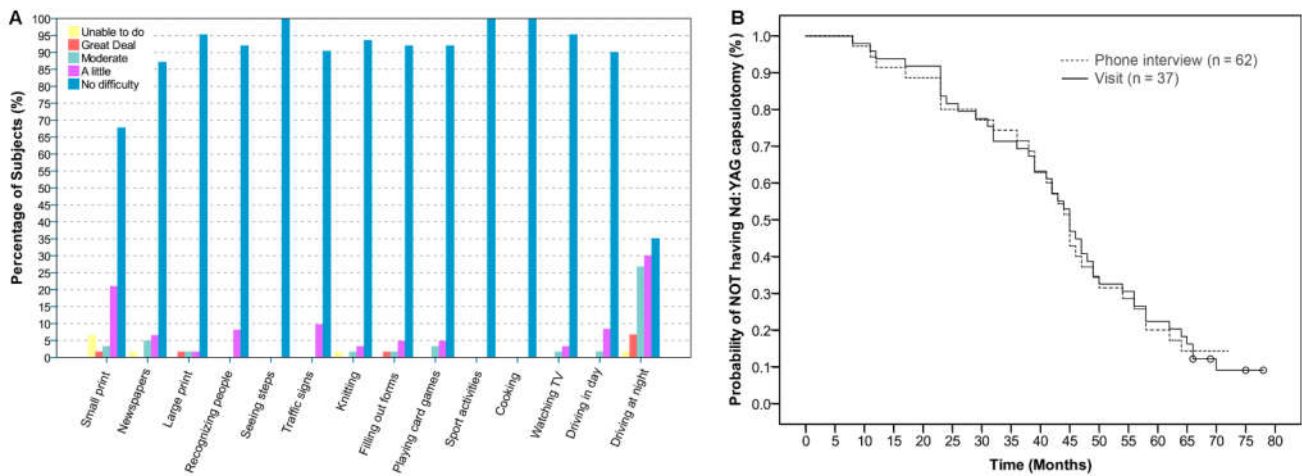 A
Unable to do
Great Deal
Moderate
A little
No difficulty
Percentage of Subjects (%)
100
95
90
85
80
75
70
65
60
55
50
45
40
35
30
25
20
15
10
5
0
Small print
Newspapers
Large print
Recognizing people
Seeing steps
Traffic signs
Knitting
Filling out forms
Playing card games
Sport activities
Cooking
Watching TV
Driving in day
Driving at night
B
Phone interview (n = 62)
Visit (n = 37)
Probability of NOT having Nd:YAG capsulotomy (%)
1.0
0.9
0.8
0.7
0.6
0.5
0.4
0.3
0.2
0.1
0.0
0 5 10 15 20 25 30 35 40 45 50 55 60 65 70 75 80
Time (Months)